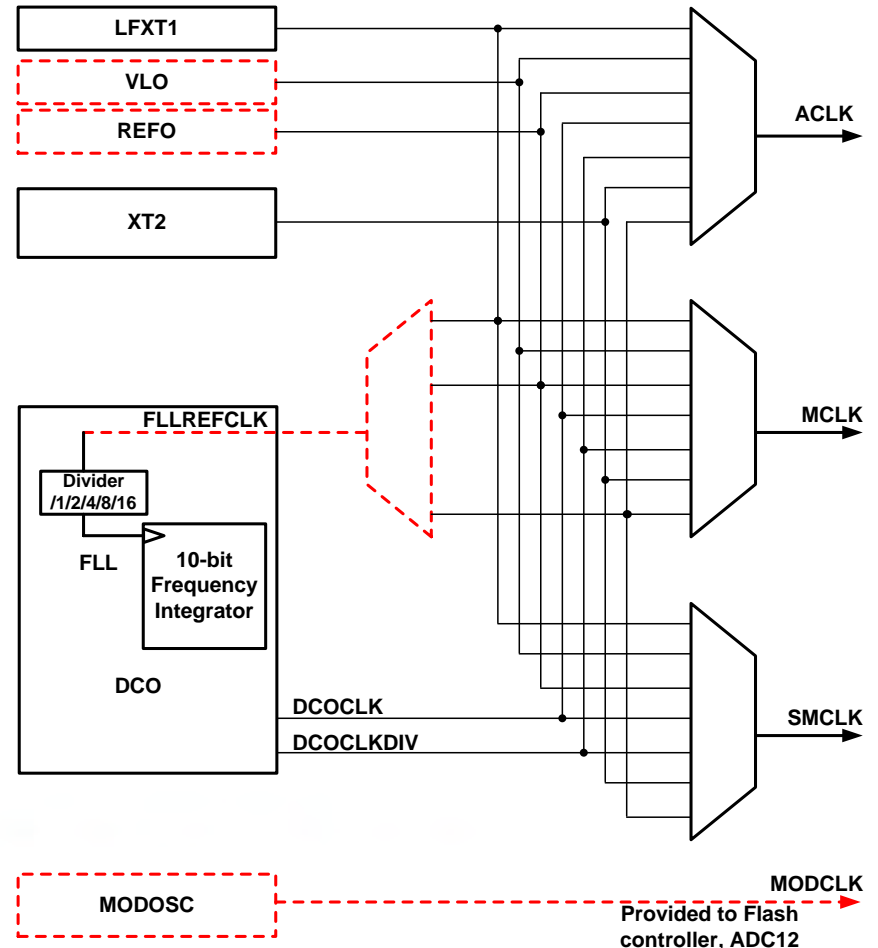 LFXT1
VLO
REFO
ACLK
XT2
FLLREFCLK
MCLK
Divider
/1/2/4/8/16
FLL
10-bit
Frequency
Integrator
DCO
DCOCLK
SMCLK
DCOCLKDIV
MODOSC
MODCLK
Provided to Flash
controller, ADC12